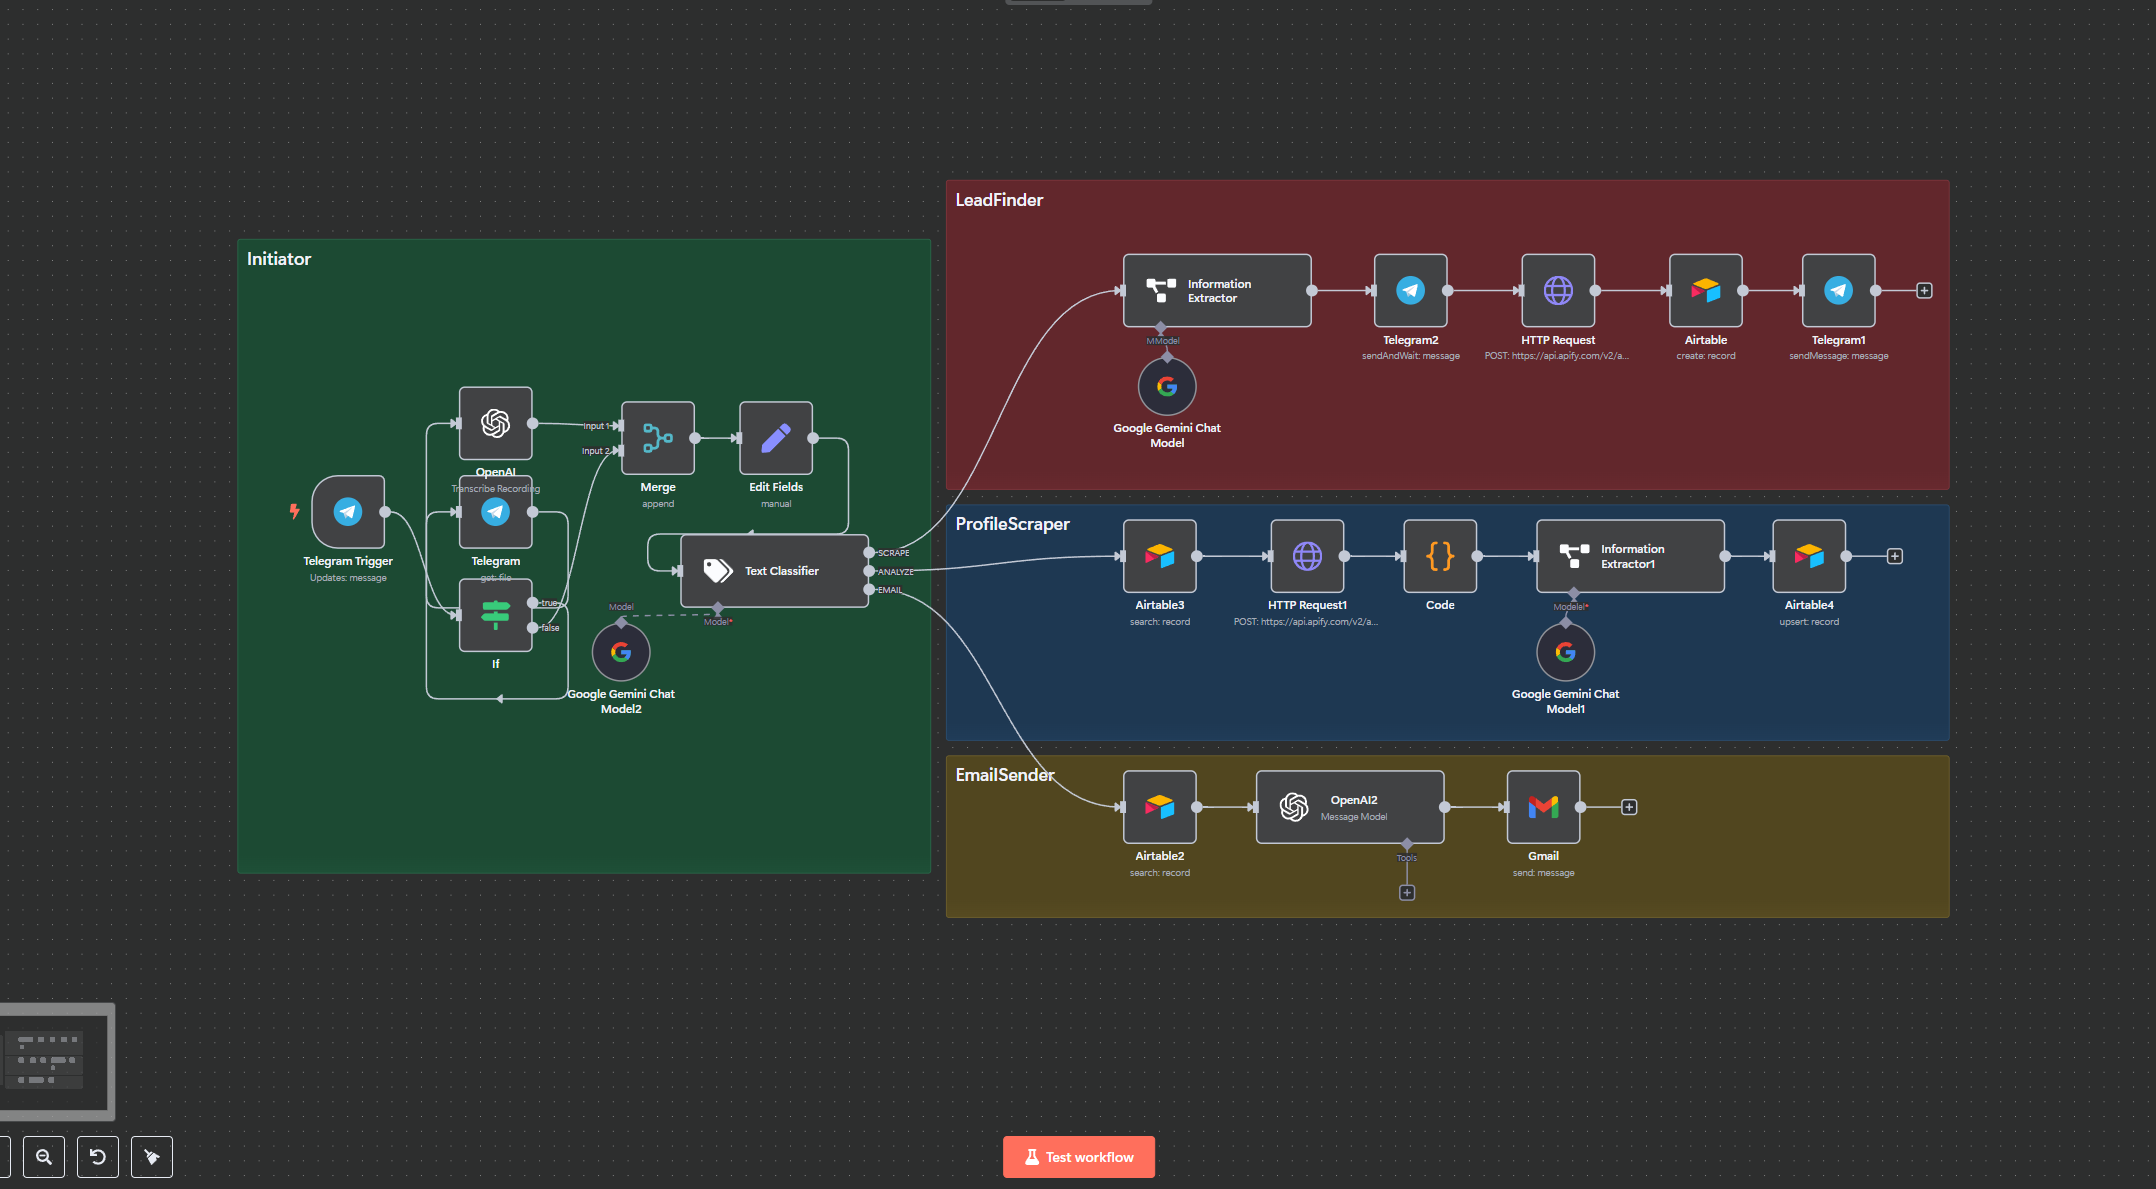 Initiator
OpenAI
Transcribe Recording
Telegram Trigger
Updates: message
Telegram
get: file
If
true
false
Input 1
Input 2
Merge
append
Edit Fields
manual
Text Classifier
SCRAPE
ANALYZE
EMAIL
Model
Model*
Google Gemini Chat
Model2
LeadFinder
Information
Extractor
Google Gemini Chat
Model
Telegram2
sendAndWait: message
HTTP Request
POST: https://api.apify.com/v2/a...
Airtable
create: record
Telegram1
sendMessage: message
ProfileScraper
Airtable3
search: record
HTTP Request1
POST: https://api.apify.com/v2/a...
Code
Information
Extractor1
Google Gemini Chat
Model1
Airtable4
upsert: record
EmailSender
Airtable2
search: record
OpenAI2
Message Model
Tools
Gmail
send: message
Test workflow